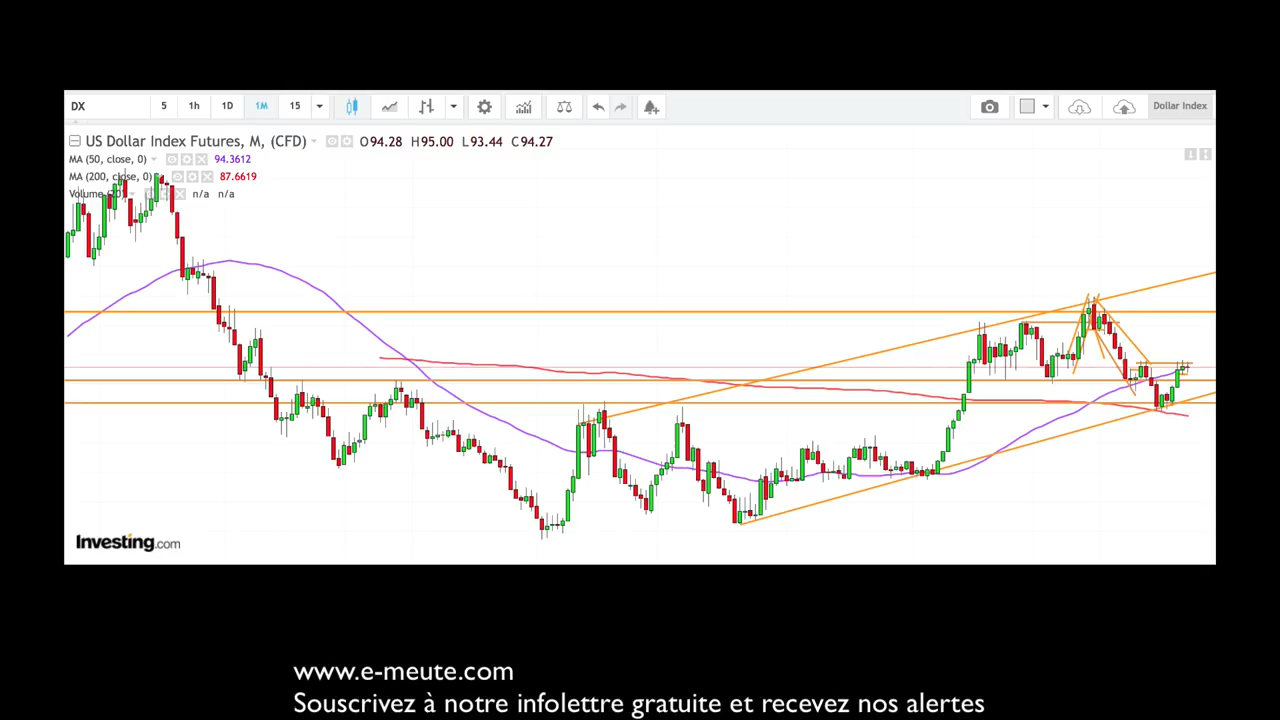 DX 5 1h 1D 1M 15 Dollar Index
US Dollar Index Futures, M, (CFD) O94.28 H95.00 L93.44 C94.27
MA (50, close, 0) 94.3612
MA (200, close, 0) 87.6619
Volume (20) n/a n/a
Investing.com
www.e-meute.com
Souscrivez à notre infolettre gratuite et recevez nos alertes